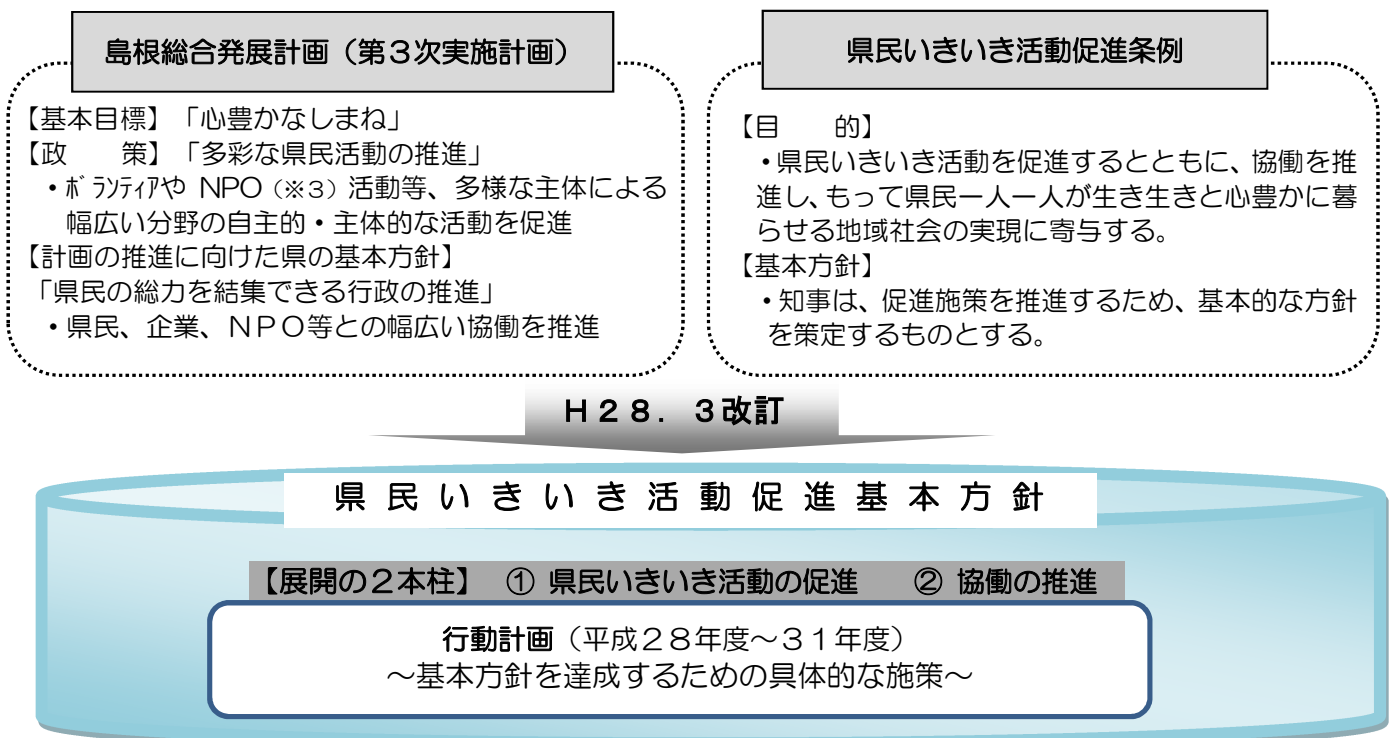 島根総合発展計画（第３次実施計画）
【基本目標】「心豊かなしまね」
【政　　策】「多彩な県民活動の推進」
・ﾎﾞﾗﾝﾃｨｱや NPO（※３）活動等、多様な主体による
幅広い分野の自主的・主体的な活動を促進
【計画の推進に向けた県の基本方針】
「県民の総力を結集できる行政の推進」
・県民、企業、ＮＰＯ等との幅広い協働を推進
県民いきいき活動促進条例
【目　　的】
・県民いきいき活動を促進するとともに、協働を推
進し、もって県民一人一人が生き生きと心豊かに暮
らせる地域社会の実現に寄与する。
【基本方針】
・知事は、促進施策を推進するため、基本的な方針
を策定するものとする。
Ｈ２８．３改訂
県民いきいき活動促進基本方針
【展開の２本柱】　① 県民いきいき活動の促進　　② 協働の推進
行動計画（平成２８年度～３１年度）
～基本方針を達成するための具体的な施策～